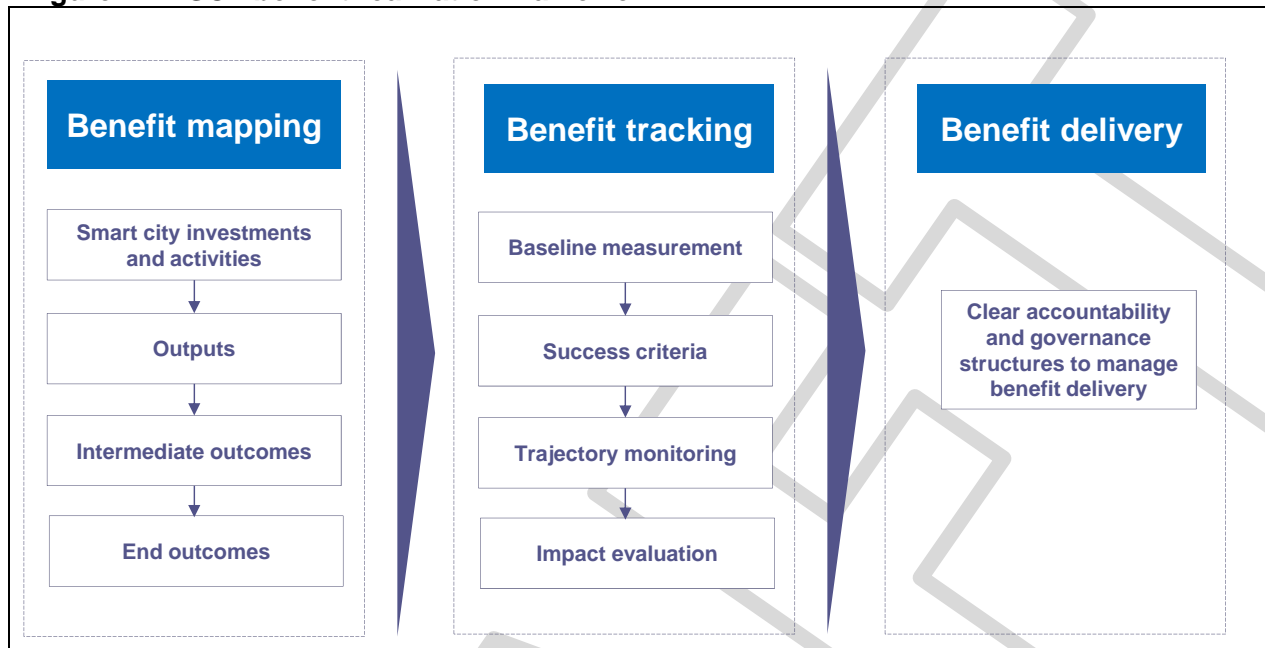 Benefit mapping
Smart city investments
and activities
Outputs
Intermediate outcomes
End outcomes
Benefit tracking
Baseline measurement
Success criteria
Trajectory monitoring
Impact evaluation
Benefit delivery
Clear accountability
and governance
structures to manage
benefit delivery